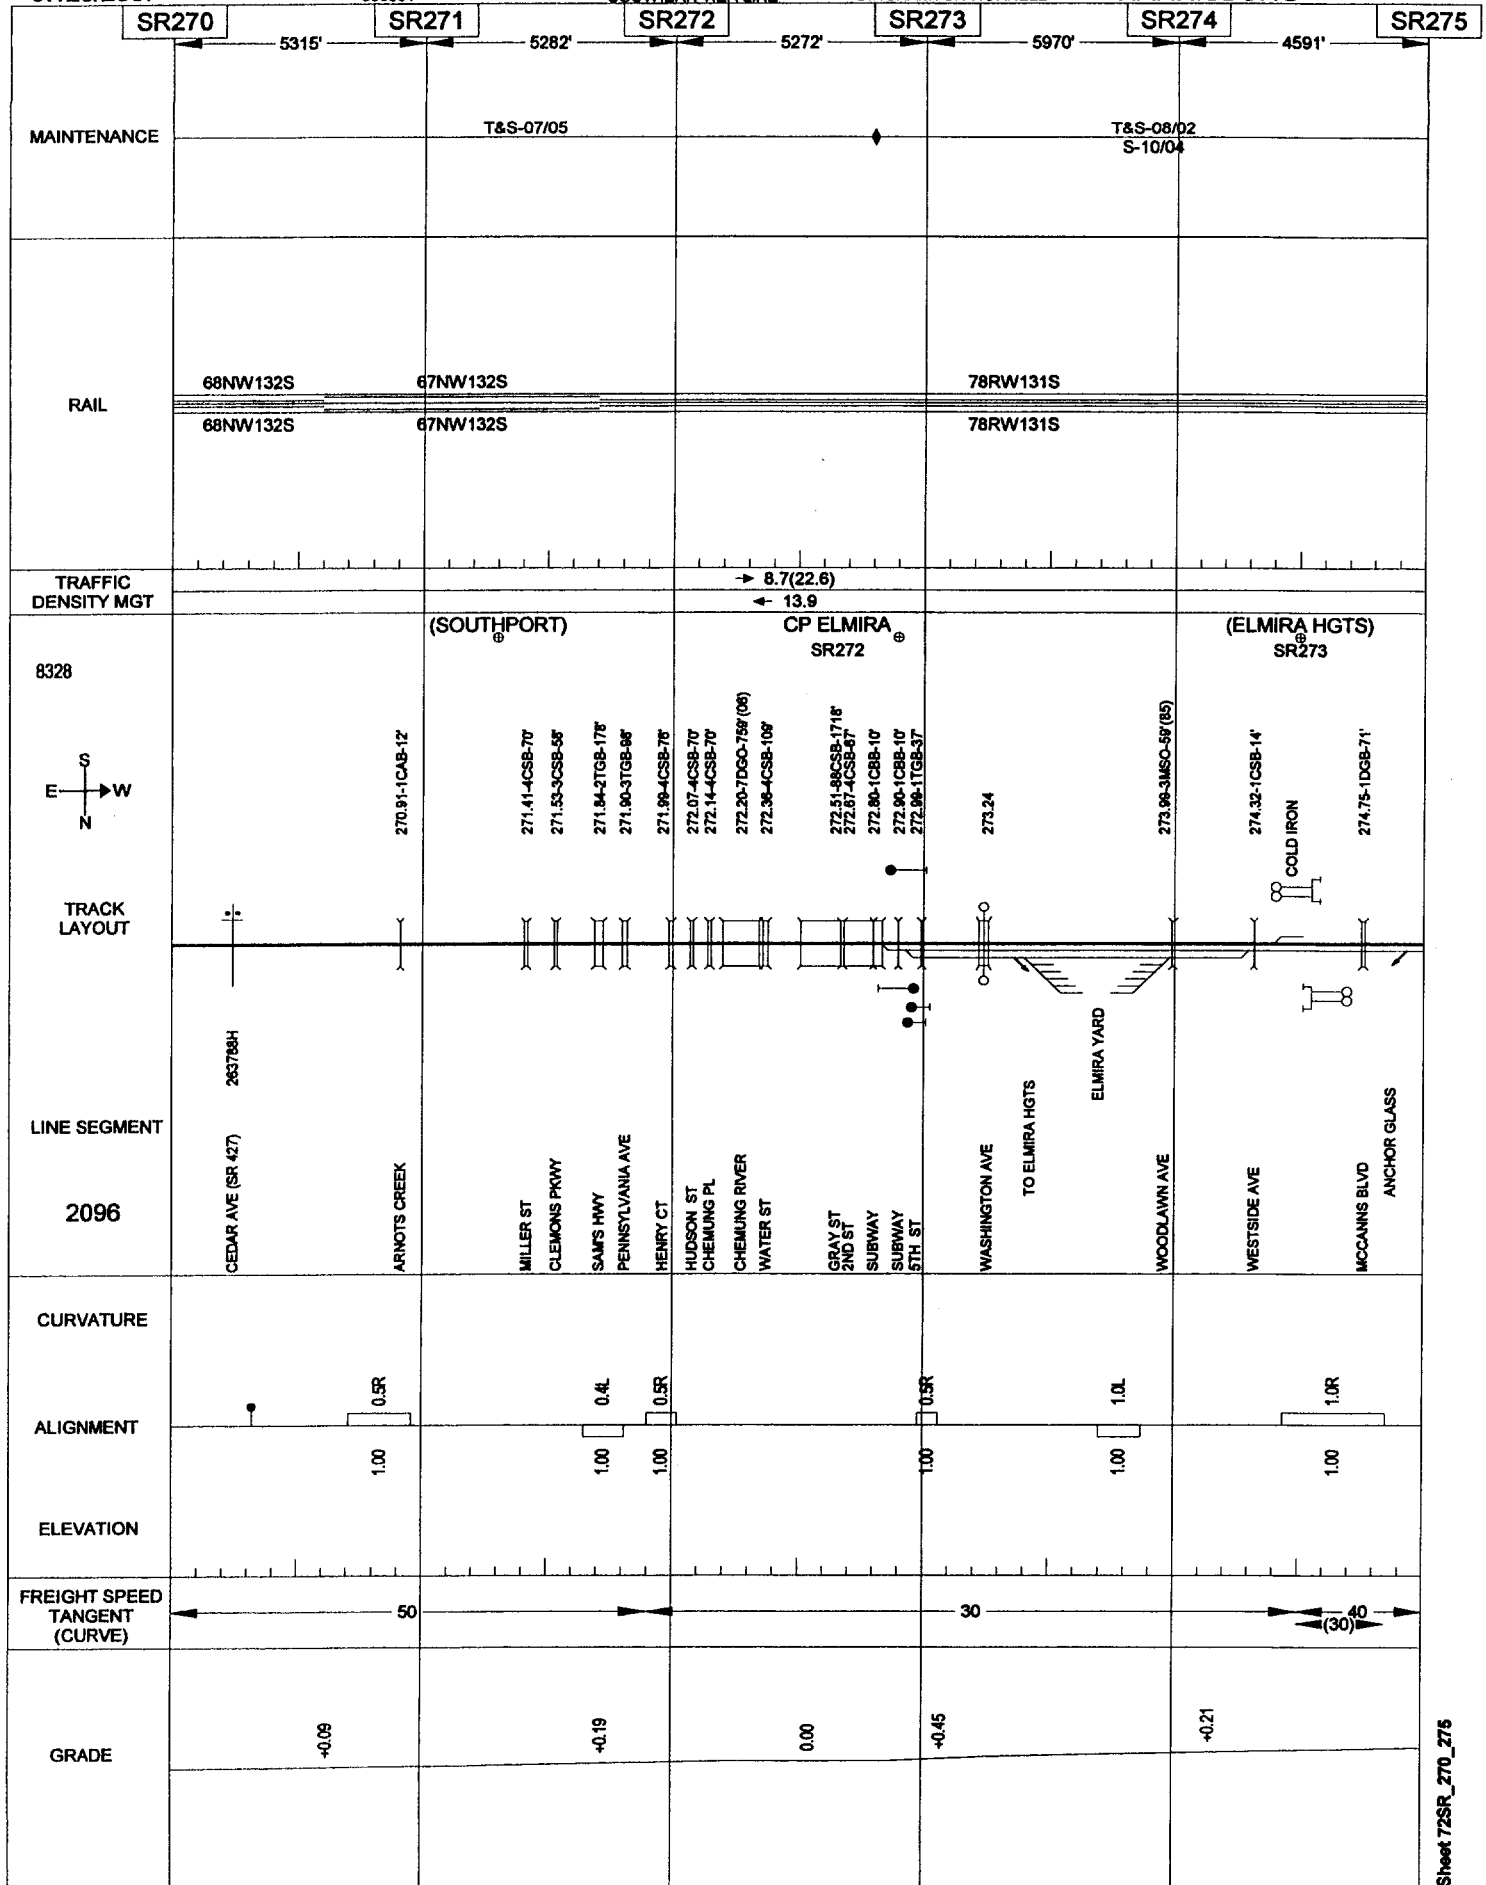 SR270 SR271 SR272 SR273 SR274 SR275
5315' 5282' 5272' 5970' 4591'
MAINTENANCE
T&S-07/05
T&S-08/02
S-10/04
68NW132S 67NW132S 78RW131S
RAIL
68NW132S 67NW132S 78RW131S
TRAFFIC
DENSITY MGT
8.7(22.6)
13.9
(SOUTHPORT)
CP ELMIRA
SR272
(ELMIRA HGTS)
SR273
8328
S
E W
N
270.91-1CAB-12'
271.41-4CSB-70'
271.53-3CSB-58'
271.84-2TGB-178'
271.90-3TGB-98'
271.99-4CSB-76'
272.07-4CSB-70'
272.14-4CSB-70'
272.20-7DGO-759'(06)
272.36-4CSB-109'
272.51-88CSB-1718'
272.67-4CSB-67'
272.80-1CBB-10'
272.90-1CBB-10'
272.99-1TGB-37'
273.24
273.99-3MSO-59'(85)
274.32-1CSB-14'
COLD IRON
274.75-1DGB-71'
TRACK
LAYOUT
LINE SEGMENT
2096
263788H
CEDAR AVE (SR 427)
ARNOTS CREEK
MILLER ST
CLEMONS PKWY
SAM'S HWY
PENNSYLVANIA AVE
HENRY CT
HUDSON ST
CHEMUNG PL
CHEMUNG RIVER
WATER ST
GRAY ST
2ND ST
SUBWAY
SUBWAY
5TH ST
WASHINGTON AVE
TO ELMIRA HGTS
ELMIRA YARD
WOODLAWN AVE
WESTSIDE AVE
MCCANNS BLVD
ANCHOR GLASS
CURVATURE
0.5R 0.4L 0.5R 0.5R 1.0L 1.0R
ALIGNMENT
1.00 1.00 1.00 1.00 1.00 1.00
ELEVATION
FREIGHT SPEED
TANGENT
(CURVE)
50 30 40
(30)
GRADE
+0.09 +0.19 0.00 +0.45 +0.21
Sheet 72SR_270_275